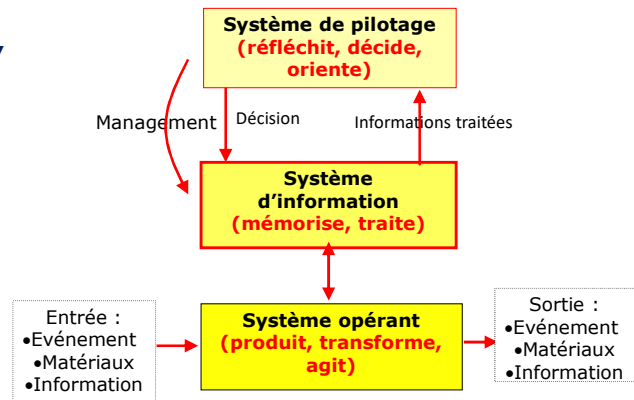 Système de pilotage
(réfléchit, décide,
oriente)
Management
Décision
Informations traitées
Système
d’information
(mémorise, traite)
Entrée :
•Evénement
•Matériaux
•Information
Système opérant
(produit, transforme,
agit)
Sortie :
•Evénement
•Matériaux
•Information